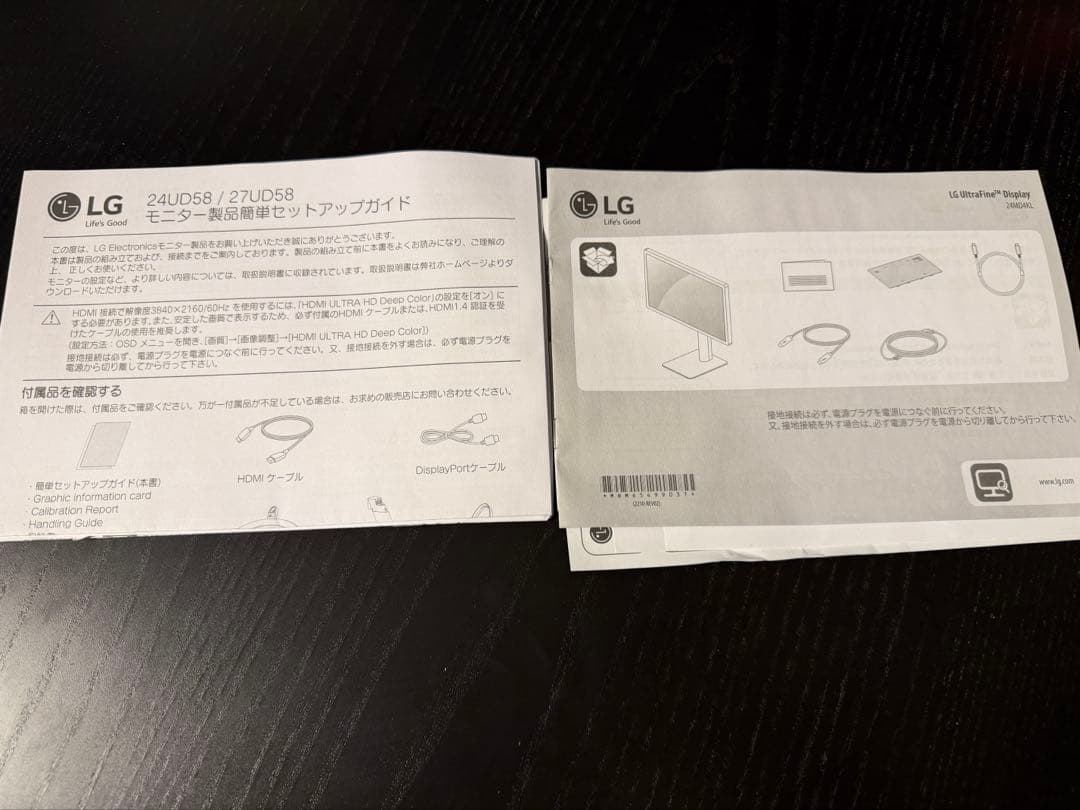 LG
Life's Good
24UD58 / 27UD58
モニター製品簡単セットアップガイド
この度は、LG Electronicsモニター製品をお買い上げいただき誠にありがとうございます。
本書は製品の組み立ておよび、接続までをご案内しております。製品の組み立て前に本書をよくお読みになり、ご理解の
上、正しくお使いください。
モニターの設定など、より詳しい内容については、取扱説明書に収録されています。取扱説明書は弊社ホームページよりダ
ウンロードいただけます。
HDMI 接続で解像度3840×2160/60Hz を使用するには、「HDMI ULTRA HD Deep Color」の設定を[オン] に
する必要があります。また、安定した画質で表示するため、必ず付属のHDMI ケーブルまたは、HDMI1.4 認証を受
けたケーブルの使用を推奨します。
(設定方法：OSD メニューを開き、[画質]→[画像調整]→[HDMI ULTRA HD Deep Color])
接地接続は必ず、電源プラグを電源につなぐ前に行ってください。又、接地接続を外す場合は、必ず電源プラグを
電源から切り離してから行って下さい。
付属品を確認する
箱を開けた際は、付属品をご確認ください。万が一付属品が不足している場合は、お求めの販売店にお問い合わせください。
・簡単セットアップガイド(本書)
・Graphic information card
・Calibration Report
・Handling Guide
HDMI ケーブル
DisplayPortケーブル
LG
Life's Good
LG UltraFine™ Display
24MD4KL
接地接続は必ず、電源プラグを電源につなぐ前に行ってください。
又、接地接続を外す場合は、必ず電源プラグを電源から切り離してから行って下さい。
*MBM65499037*
(2210-REV02)
www.lg.com